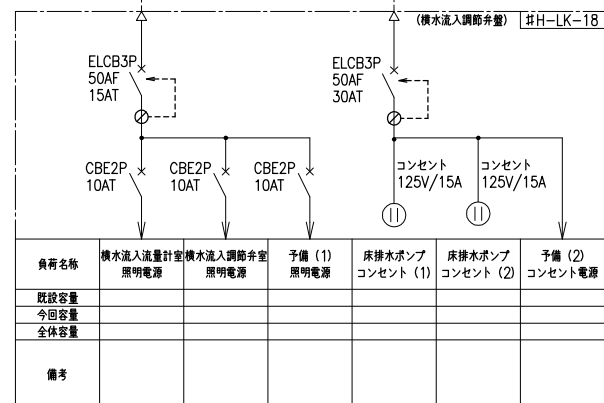 (横水流入調節弁盤) #H-LK-18
ELCB3P
50AF
15AT
ELCB3P
50AF
30AT
CBE2P
10AT
CBE2P
10AT
CBE2P
10AT
コンセント
125V/15A
コンセント
125V/15A
負荷名称
横水流入流量計室
照明電源
横水流入調節弁室
照明電源
予備 (1)
照明電源
床排水ポンプ
コンセント (1)
床排水ポンプ
コンセント (2)
予備 (2)
コンセント電源
既設容量
今回容量
全体容量
備考